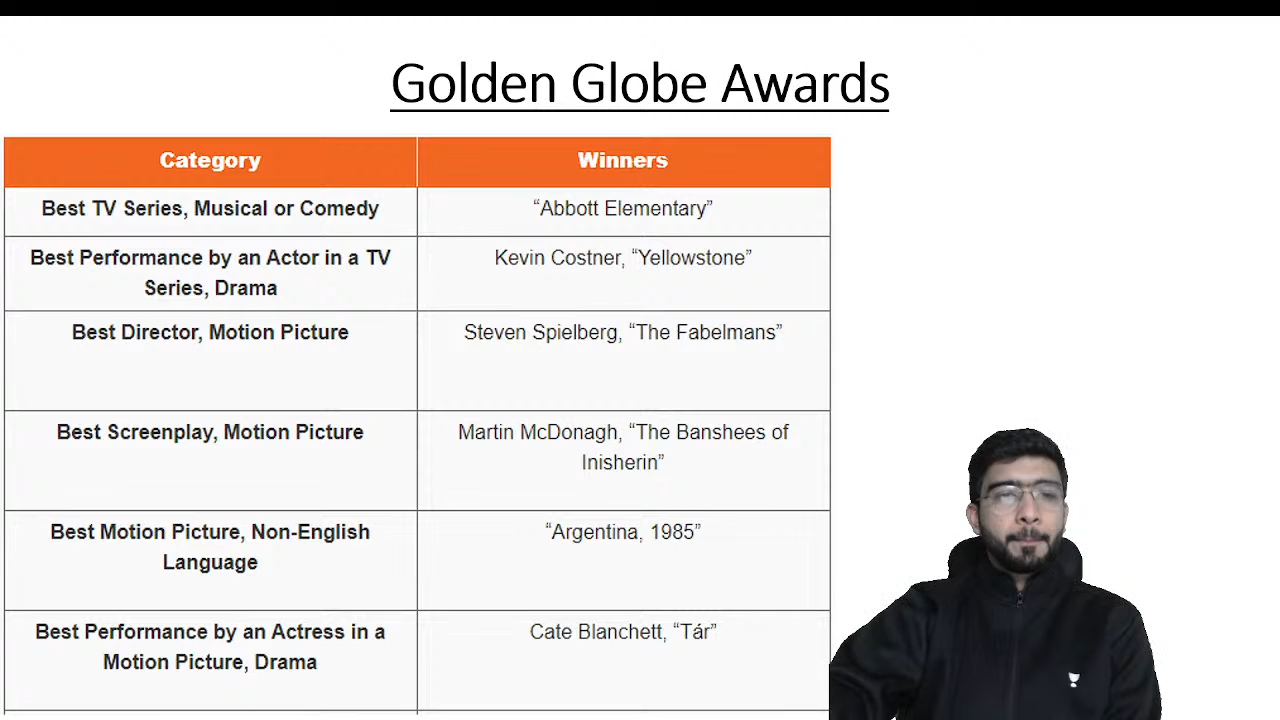 Golden Globe Awards
Category
Winners
Best TV Series, Musical or Comedy
“Abbott Elementary”
Best Performance by an Actor in a TV
Series, Drama
Kevin Costner, “Yellowstone”
Best Director, Motion Picture
Steven Spielberg, “The Fabelmans”
Best Screenplay, Motion Picture
Martin McDonagh, “The Banshees of
Inisherin”
Best Motion Picture, Non-English
Language
“Argentina, 1985”
Best Performance by an Actress in a
Motion Picture, Drama
Cate Blanchett, “Tár”